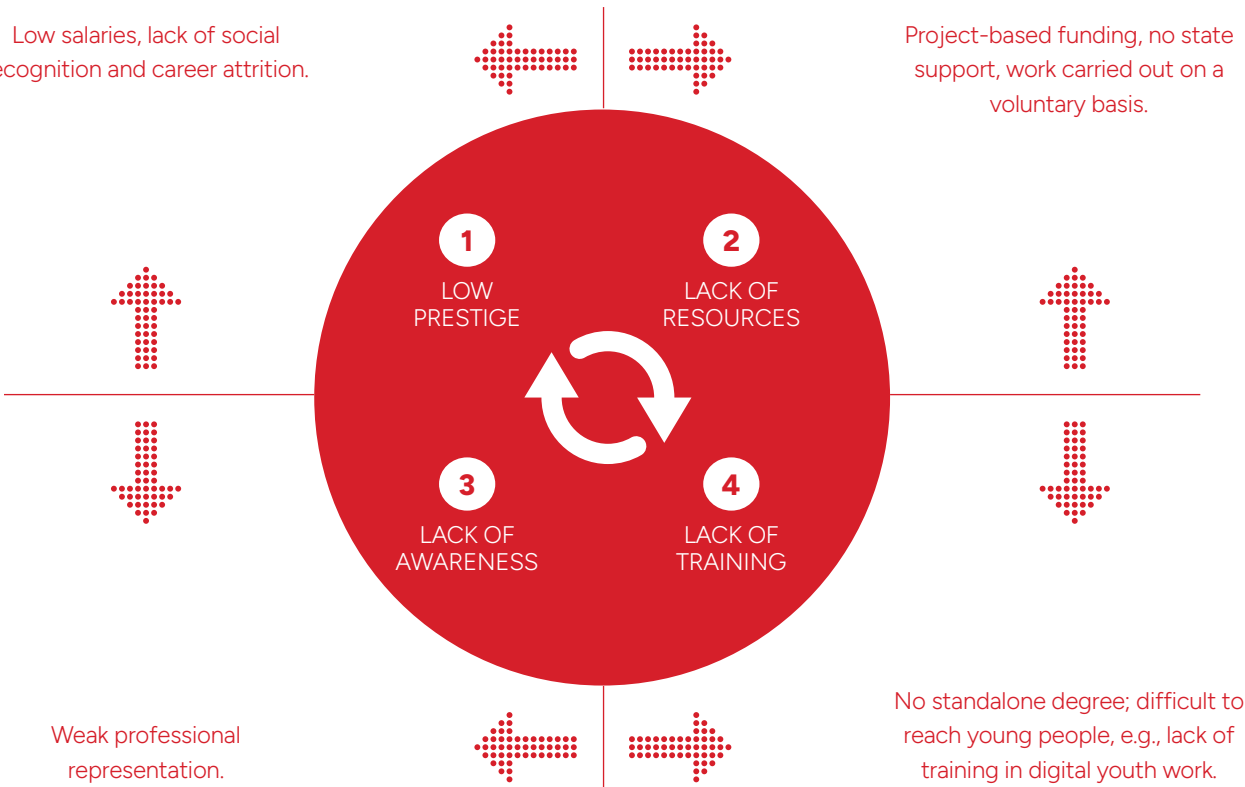 Low salaries, lack of social
ecognition and career attrition.
Project-based funding, no state
support, work carried out on a
voluntary basis.
1
LOW
PRESTIGE
2
LACK OF
RESOURCES
3
LACK OF
AWARENESS
4
LACK OF
TRAINING
Weak professional
representation.
No standalone degree; difficult to
reach young people, e.g., lack of
training in digital youth work.